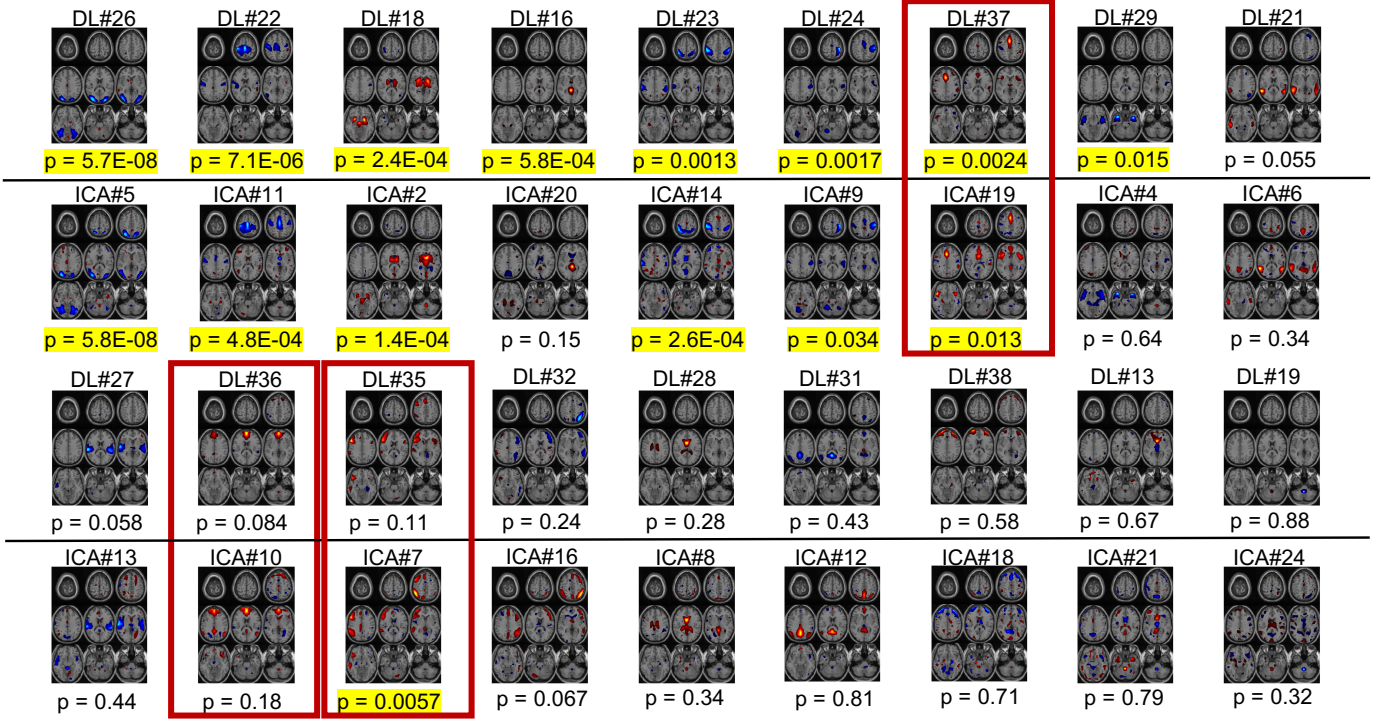 DL#26 DL#22 DL#18 DL#16 DL#23 DL#24 DL#37 DL#29 DL#21
p = 5.7E-08 p = 7.1E-06 p = 2.4E-04 p = 5.8E-04 p = 0.0013 p = 0.0017 p = 0.0024 p = 0.015 p = 0.055
ICA#5 ICA#11 ICA#2 ICA#20 ICA#14 ICA#9 ICA#19 ICA#4 ICA#6
p = 5.8E-08 p = 4.8E-04 p = 1.4E-04 p = 0.15 p = 2.6E-04 p = 0.034 p = 0.013 p = 0.64 p = 0.34
DL#27 DL#36 DL#35 DL#32 DL#28 DL#31 DL#38 DL#13 DL#19
p = 0.058 p = 0.084 p = 0.11 p = 0.24 p = 0.28 p = 0.43 p = 0.58 p = 0.67 p = 0.88
ICA#13 ICA#10 ICA#7 ICA#16 ICA#8 ICA#12 ICA#18 ICA#21 ICA#24
p = 0.44 p = 0.18 p = 0.0057 p = 0.067 p = 0.34 p = 0.81 p = 0.71 p = 0.79 p = 0.32